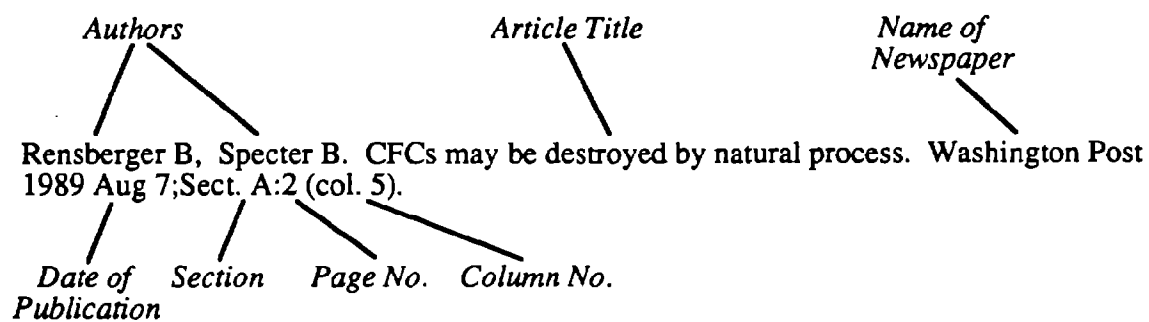 Authors Article Title Name of
Newspaper
Rensberger B, Specter B. CFCs may be destroyed by natural process. Washington Post
1989 Aug 7;Sect. A:2 (col. 5).
Date of Section Page No. Column No.
Publication